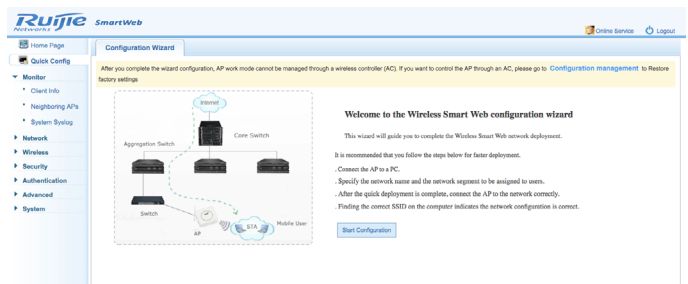 Ruijie SmartWeb
Networks
Online Service Logout
Home Page
Quick Config
Monitor
Client Info
Neighboring APs
System Syslog
Network
Wireless
Security
Authentication
Advanced
System
Configuration Wizard
After you complete the wizard configuration, AP work mode cannot be managed through a wireless controller (AC). If you want to control the AP through an AC, please go to Configuration management to Restore
factory settings
Internet
Core Switch
Aggregation Switch
Switch
AP
STA
Mobile User
Welcome to the Wireless Smart Web configuration wizard
This wizard will guide you to complete the Wireless Smart Web network deployment.
It is recommended that you follow the steps below for faster deployment.
. Connect the AP to a PC.
. Specify the network name and the network segment to be assigned to users.
. After the quick deployment is complete, connect the AP to the network correctly.
. Finding the correct SSID on the computer indicates the network configuration is correct.
Start Configuration